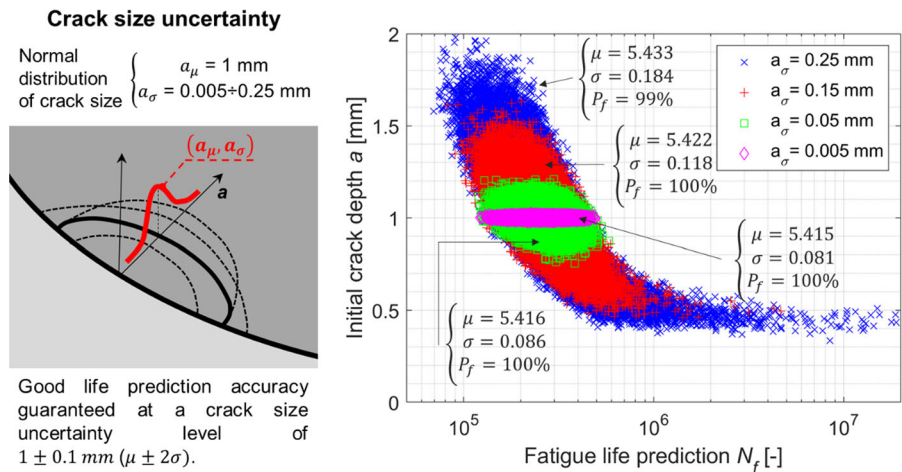 Crack size uncertainty
Normal
distribution
of crack size
a_μ = 1 mm
a_σ = 0.005÷0.25 mm
(a_μ, a_σ)
a
Good life prediction accuracy
guaranteed at a crack size
uncertainty level of
1 ± 0.1 mm (μ ± 2σ).
Initial crack depth a [mm]
2
1.5
1
0.5
0
10^5
10^6
10^7
Fatigue life prediction N_f [-]
μ = 5.433
σ = 0.184
P_f = 99%
μ = 5.422
σ = 0.118
P_f = 100%
μ = 5.415
σ = 0.081
P_f = 100%
μ = 5.416
σ = 0.086
P_f = 100%
a_σ = 0.25 mm
a_σ = 0.15 mm
a_σ = 0.05 mm
a_σ = 0.005 mm